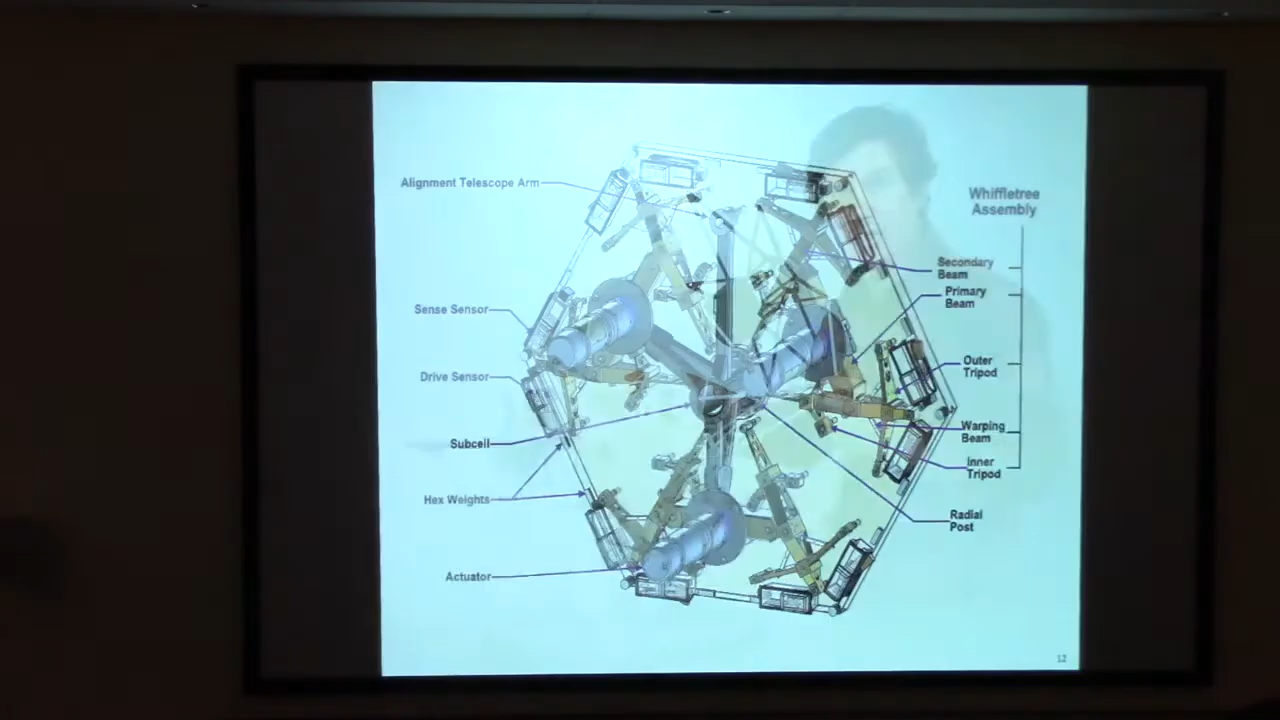 Alignment Telescope Arm
Sense Sensor
Drive Sensor
Subcell
Hex Weights
Actuator
Whiffletree
Assembly
Secondary
Beam
Primary
Beam
Outer
Tripod
Warping
Beam
Inner
Tripod
Radial
Post
12